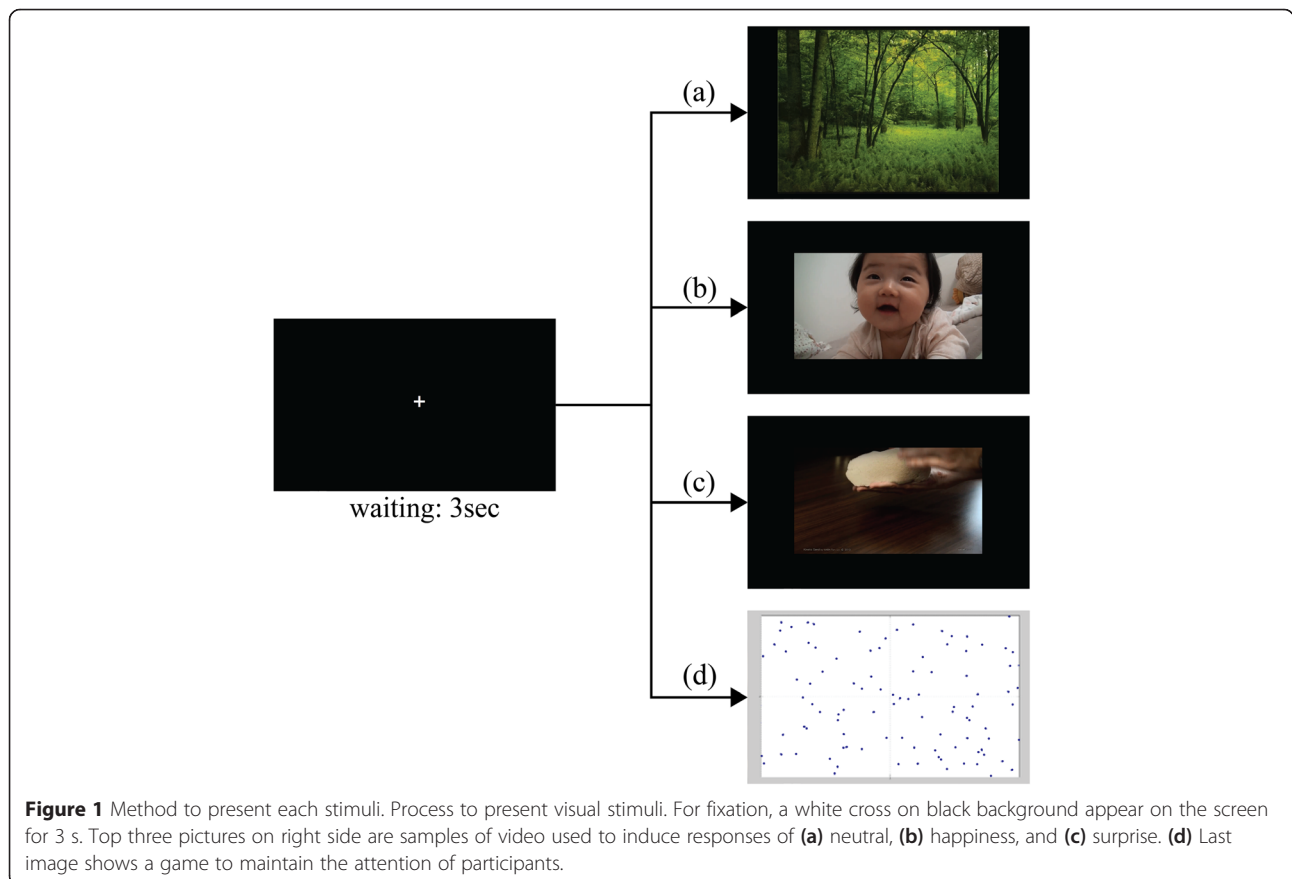 (a)
(b)
(c)
(d)
waiting: 3sec
Figure 1 Method to present each stimuli. Process to present visual stimuli. For fixation, a white cross on black background appear on the screen
for 3 s. Top three pictures on right side are samples of video used to induce responses of (a) neutral, (b) happiness, and (c) surprise. (d) Last
image shows a game to maintain the attention of participants.